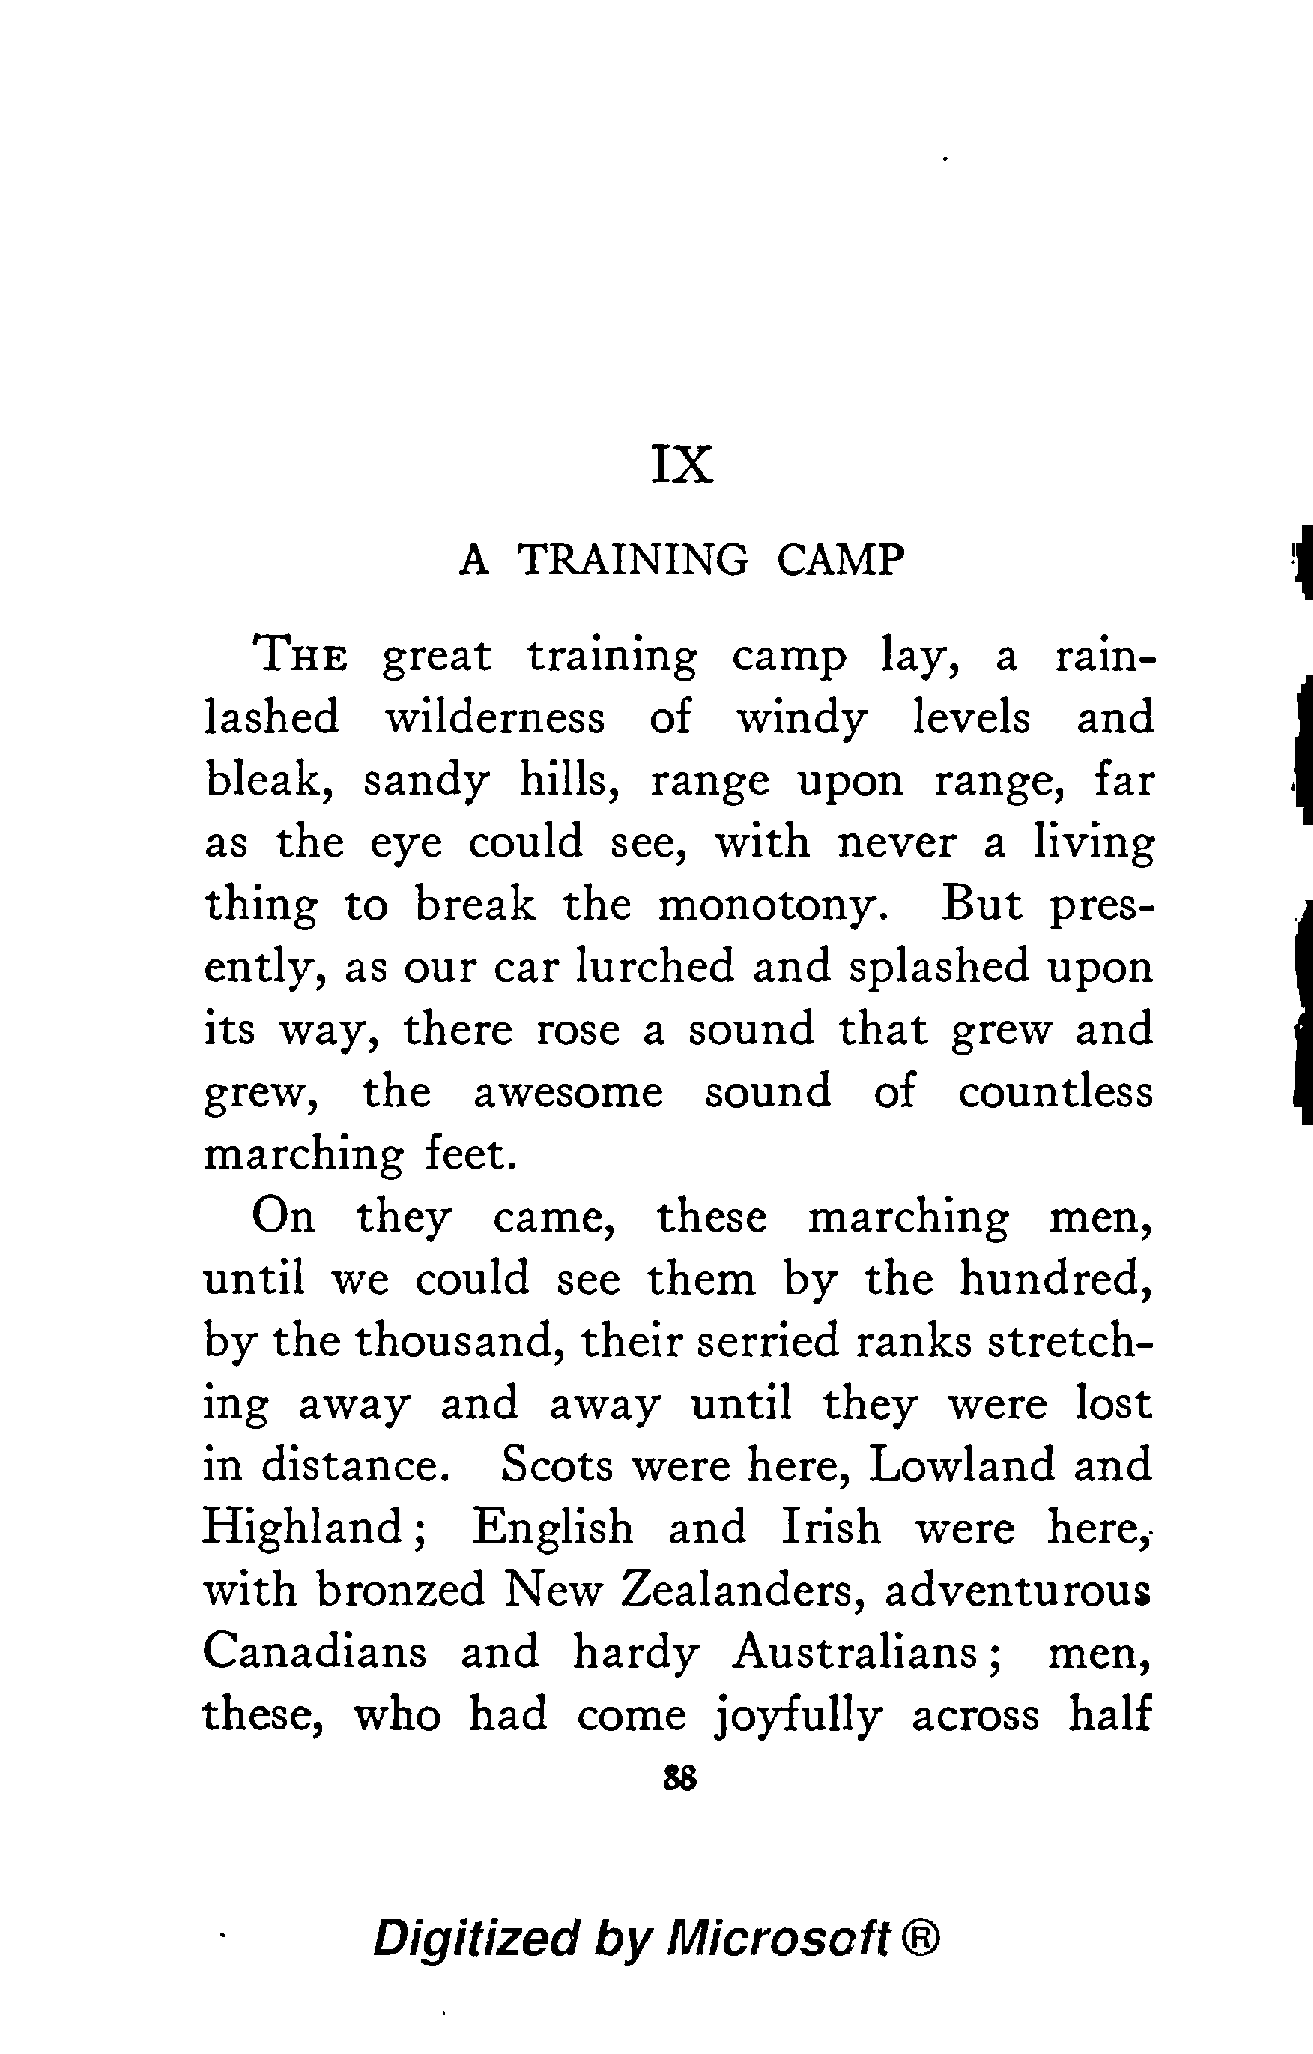 IX
A TRAINING CAMP
THE great training camp lay, a rain-
lashed wilderness of windy levels and
bleak, sandy hills, range upon range, far
as the eye could see, with never a living
thing to break the monotony. But pres-
ently, as our car lurched and splashed upon
its way, there rose a sound that grew and
grew, the awesome sound of countless
marching feet.
On they came, these marching men,
until we could see them by the hundred,
by the thousand, their serried ranks stretch-
ing away and away until they were lost
in distance. Scots were here, Lowland and
Highland; English and Irish were here,
with bronzed New Zealanders, adventurous
Canadians and hardy Australians; men,
these, who had come joyfully across half
88
Digitized by Microsoft ®